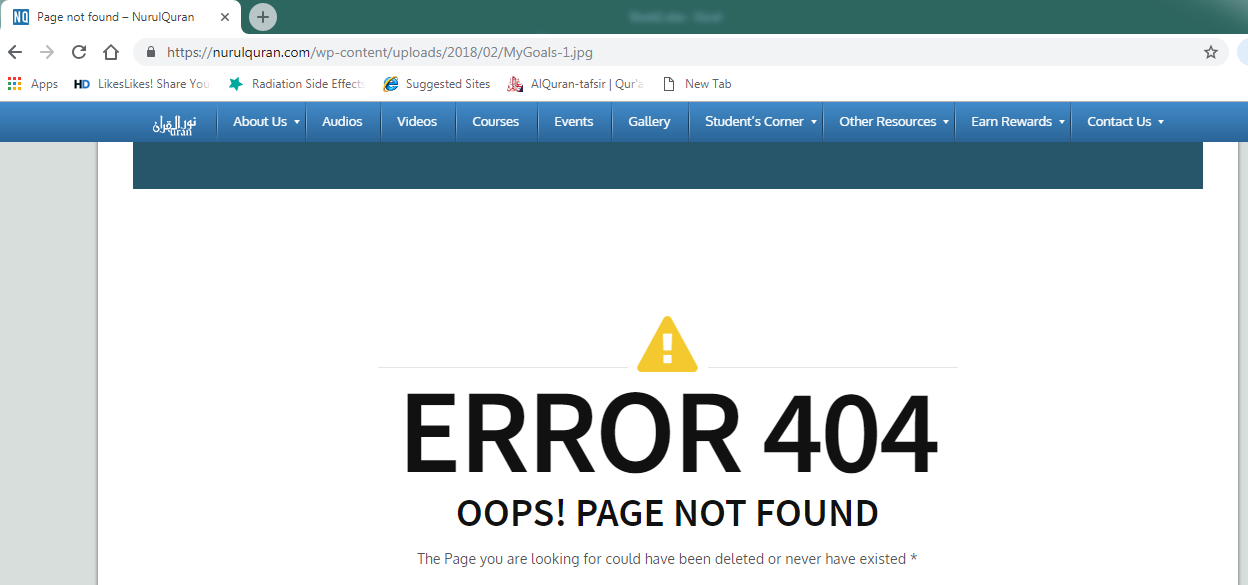 Page not found – NurulQuran
https://nurulquran.com/wp-content/uploads/2018/02/MyGoals-1.jpg
Apps
HD LikesLikes! Share You
Radiation Side Effects
Suggested Sites
AlQuran-tafsir | Qur'a
New Tab
نور القرآن
About Us
Audios
Videos
Courses
Events
Gallery
Student's Corner
Other Resources
Earn Rewards
Contact Us
ERROR 404
OOPS! PAGE NOT FOUND
The Page you are looking for could have been deleted or never have existed *